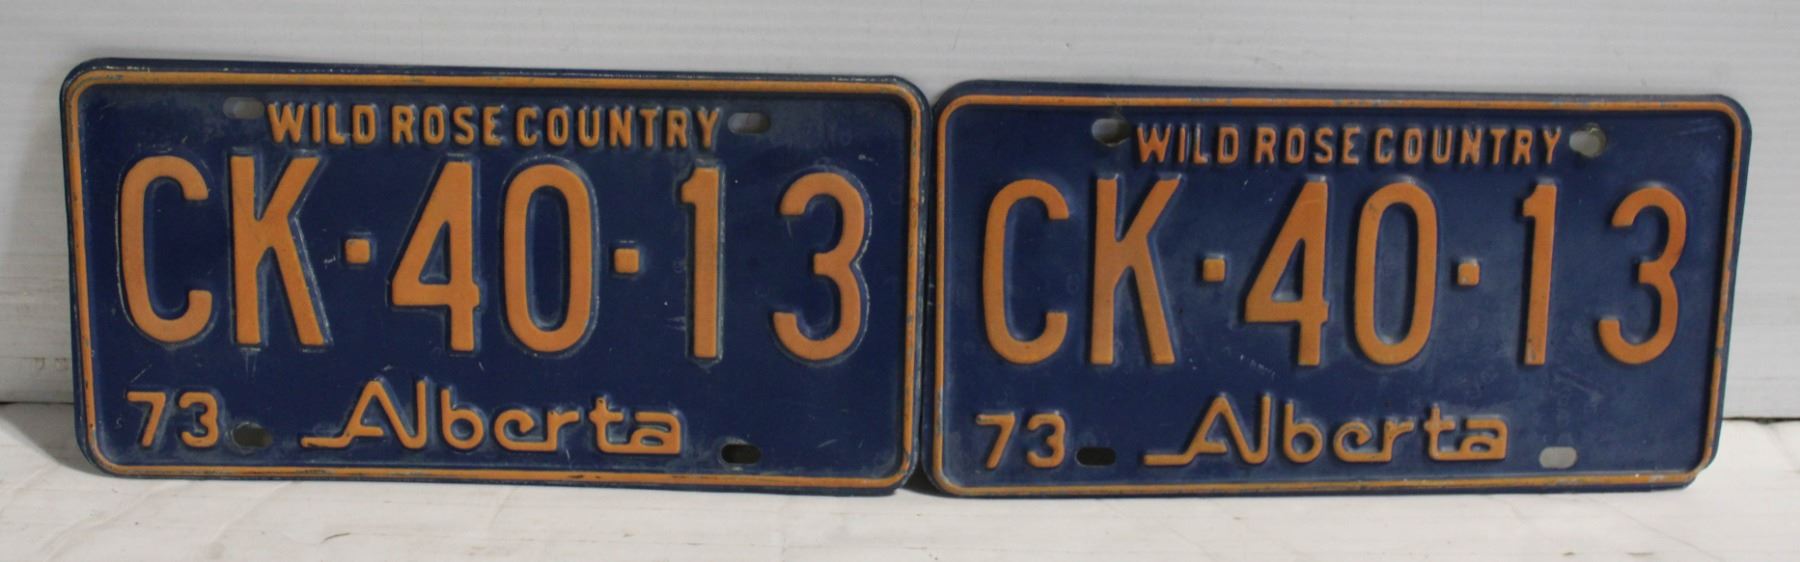 WILD ROSE COUNTRY
CK·40·13
73 Alberta
WILD ROSE COUNTRY
CK·40·13
73 Alberta